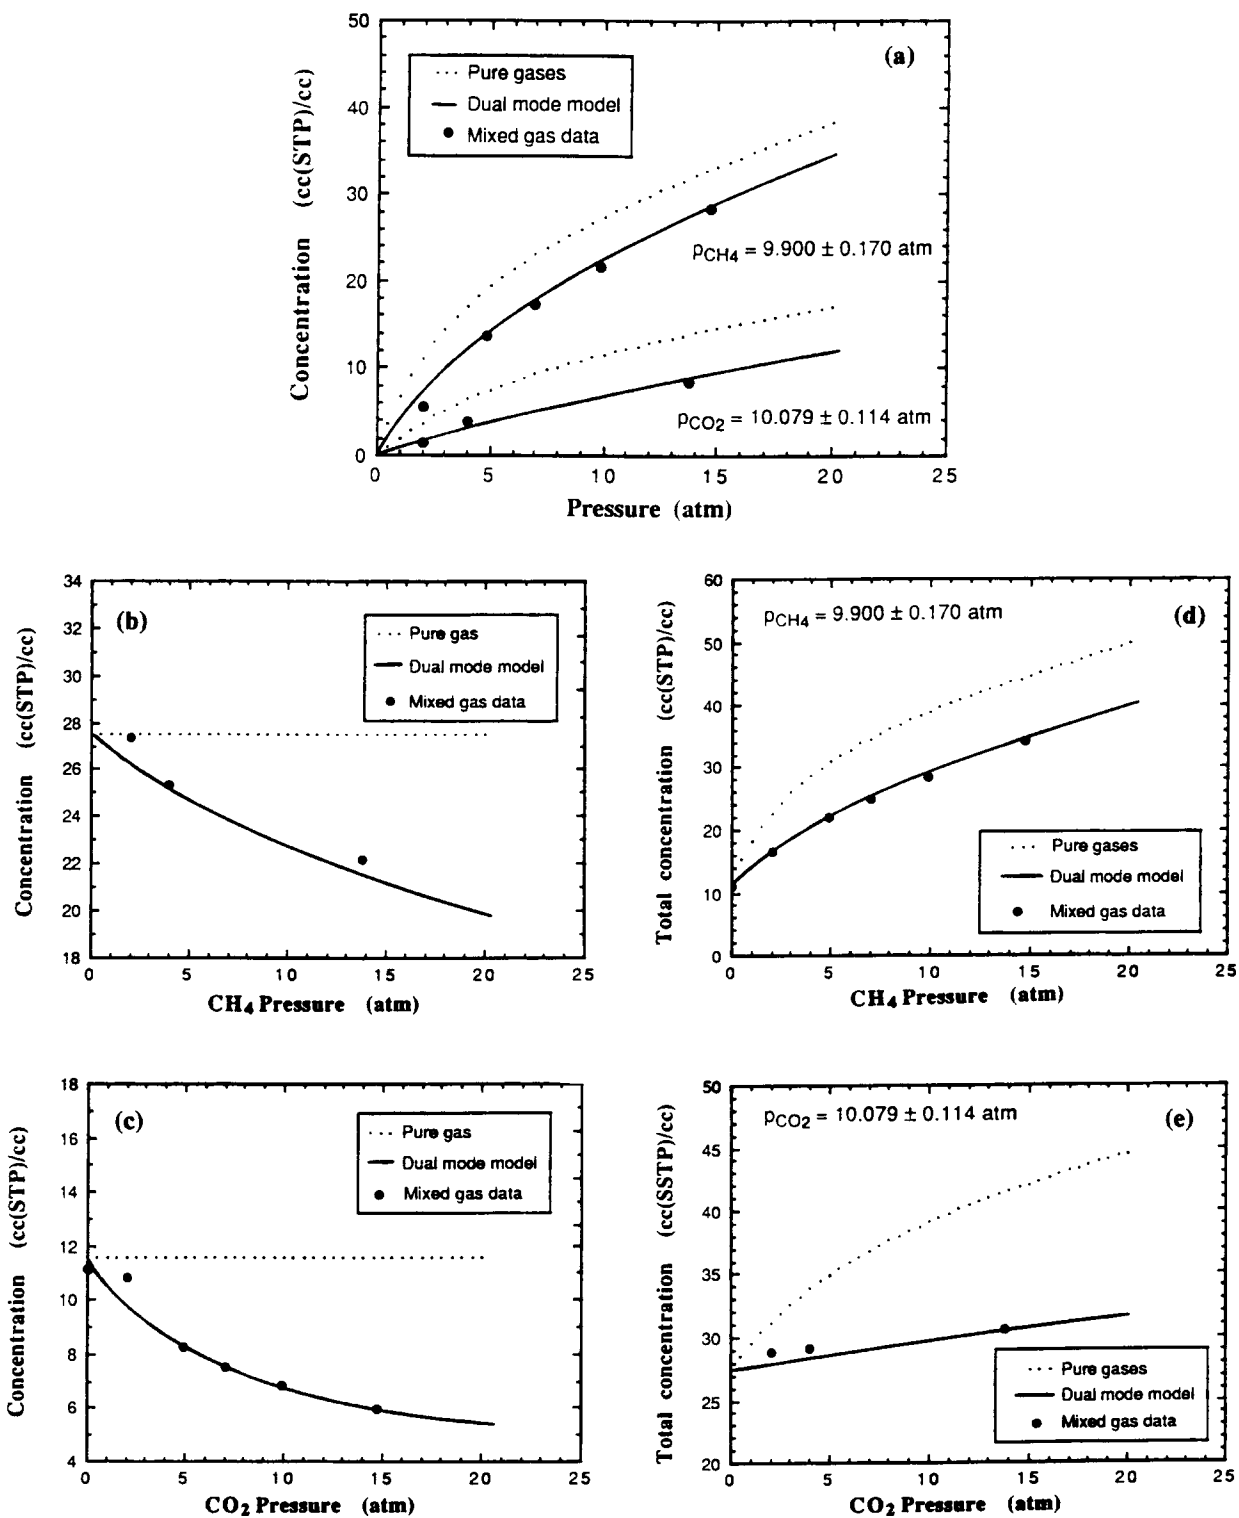 (a)
50
40
30
20
10
0
Concentration (cc(STP)/cc)
Pure gases
Dual mode model
Mixed gas data
pCH4 = 9.900 ± 0.170 atm
pCO2 = 10.079 ± 0.114 atm
0 5 10 15 20 25
Pressure (atm)
(b)
34
32
30
28
26
24
22
20
18
Concentration (cc(STP)/cc)
Pure gas
Dual mode model
Mixed gas data
0 5 10 15 20 25
CH4 Pressure (atm)
(d)
60
50
40
30
20
10
0
Total concentration (cc(STP)/cc)
pCH4 = 9.900 ± 0.170 atm
Pure gases
Dual mode model
Mixed gas data
0 5 10 15 20 25
CH4 Pressure (atm)
(c)
18
16
14
12
10
8
6
4
Concentration (cc(STP)/cc)
Pure gas
Dual mode model
Mixed gas data
0 5 10 15 20 25
CO2 Pressure (atm)
(e)
50
45
40
35
30
25
20
Total concentration (cc(SSTP)/cc)
pCO2 = 10.079 ± 0.114 atm
Pure gases
Dual mode model
Mixed gas data
0 5 10 15 20 25
CO2 Pressure (atm)